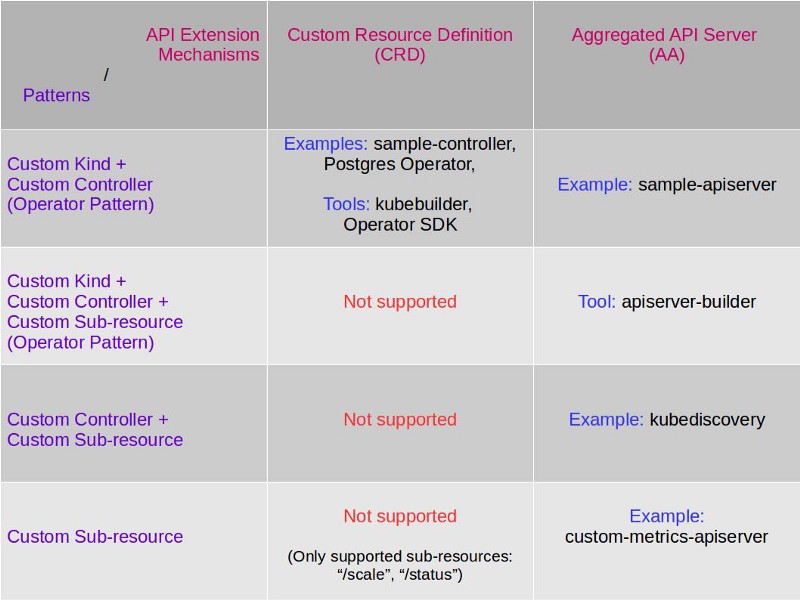 API Extension
Mechanisms
/
Patterns
Custom Resource Definition
(CRD)
Aggregated API Server
(AA)
Custom Kind +
Custom Controller
(Operator Pattern)
Examples: sample-controller,
Postgres Operator,
Tools: kubebuilder,
Operator SDK
Example: sample-apiserver
Custom Kind +
Custom Controller +
Custom Sub-resource
(Operator Pattern)
Not supported
Tool: apiserver-builder
Custom Controller +
Custom Sub-resource
Not supported
Example: kubediscovery
Custom Sub-resource
Not supported
(Only supported sub-resources:
“/scale”, “/status”)
Example:
custom-metrics-apiserver